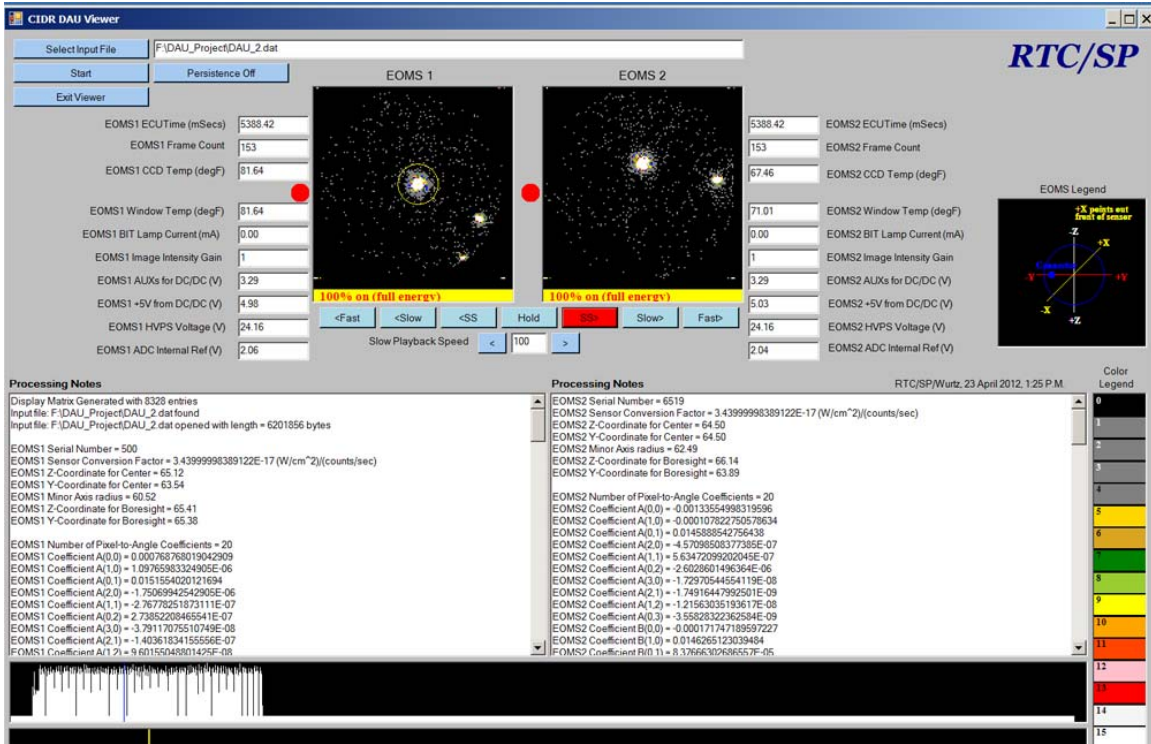 CIDR DAU Viewer
Select Input File
F:\DAU_Project\DAU_2.dat
RTC/SP
Start
Persistence Off
EOMS 1
EOMS 2
Exit Viewer
EOMS1 ECUTime (mSecs)
5388.42
5388.42
EOMS2 ECUTime (mSecs)
EOMS1 Frame Count
153
153
EOMS2 Frame Count
EOMS1 CCD Temp (degF)
81.64
67.46
EOMS2 CCD Temp (degF)
EOMS1 Window Temp (degF)
81.64
71.01
EOMS2 Window Temp (degF)
EOMS1 BIT Lamp Current (mA)
0.00
0.00
EOMS2 BIT Lamp Current (mA)
EOMS1 Image Intensity Gain
1
1
EOMS2 Image Intensity Gain
EOMS1 AUXs for DC/DC (V)
3.29
3.29
EOMS2 AUXs for DC/DC (V)
EOMS1 +5V from DC/DC (V)
4.98
5.03
EOMS2 +5V from DC/DC (V)
EOMS1 HVPS Voltage (V)
24.16
24.16
EOMS2 HVPS Voltage (V)
EOMS1 ADC Internal Ref (V)
2.06
2.04
EOMS2 ADC Internal Ref (V)
100% on (full energy)
100% on (full energy)
<Fast
<Slow
<SS
Hold
SS>
Slow>
Fast>
Slow Playback Speed
<
100
>
EOMS Legend
+X points out
front of sensor
-Z
+X
-Y
+Y
-X
+Z
Processing Notes
Display Matrix Generated with 8328 entries
Input file: F:\DAU_Project\DAU_2.dat found
Input file: F:\DAU_Project\DAU_2.dat opened with length = 6201856 bytes
EOMS1 Serial Number = 500
EOMS1 Sensor Conversion Factor = 3.43999998389122E-17 (W/cm^2)/(counts/sec)
EOMS1 Z-Coordinate for Center = 65.12
EOMS1 Y-Coordinate for Center = 63.54
EOMS1 Minor Axis radius = 60.52
EOMS1 Z-Coordinate for Boresight = 65.41
EOMS1 Y-Coordinate for Boresight = 65.38
EOMS1 Number of Pixel-to-Angle Coefficients = 20
EOMS1 Coefficient A(0,0) = 0.000768768019042909
EOMS1 Coefficient A(1,0) = 1.09765983324905E-06
EOMS1 Coefficient A(0,1) = 0.0151554020121694
EOMS1 Coefficient A(2,0) = -1.75069942542905E-06
EOMS1 Coefficient A(1,1) = -2.76778251873111E-07
EOMS1 Coefficient A(0,2) = 2.73852208465541E-07
EOMS1 Coefficient A(3,0) = -3.79117075510749E-08
EOMS1 Coefficient A(2,1) = -1.40361834155556E-07
EOMS1 Coefficient A(1,2) = 9.60155048801425E-08
Processing Notes
RTC/SP/Wurtz, 23 April 2012, 1:25 P.M.
EOMS2 Serial Number = 6519
EOMS2 Sensor Conversion Factor = 3.43999998389122E-17 (W/cm^2)/(counts/sec)
EOMS2 Z-Coordinate for Center = 64.50
EOMS2 Y-Coordinate for Center = 64.50
EOMS2 Minor Axis radius = 62.49
EOMS2 Z-Coordinate for Boresight = 66.14
EOMS2 Y-Coordinate for Boresight = 63.89
EOMS2 Number of Pixel-to-Angle Coefficients = 20
EOMS2 Coefficient A(0,0) = -0.00133554998319596
EOMS2 Coefficient A(1,0) = -0.000107822750578634
EOMS2 Coefficient A(0,1) = 0.0145888542756438
EOMS2 Coefficient A(2,0) = -4.57098508377385E-07
EOMS2 Coefficient A(1,1) = 5.63472099202045E-07
EOMS2 Coefficient A(0,2) = -2.6028601496364E-06
EOMS2 Coefficient A(3,0) = -1.72970544554119E-08
EOMS2 Coefficient A(2,1) = -1.74916447992501E-09
EOMS2 Coefficient A(1,2) = -1.21563035193617E-08
EOMS2 Coefficient A(0,3) = -3.55828322362584E-09
EOMS2 Coefficient B(0,0) = -0.000171747189597227
EOMS2 Coefficient B(1,0) = 0.0146265123039484
EOMS2 Coefficient B(0,1) = 8.37666302686557E-05
Color
Legend
0
1
2
3
4
5
6
7
8
9
10
11
12
13
14
15